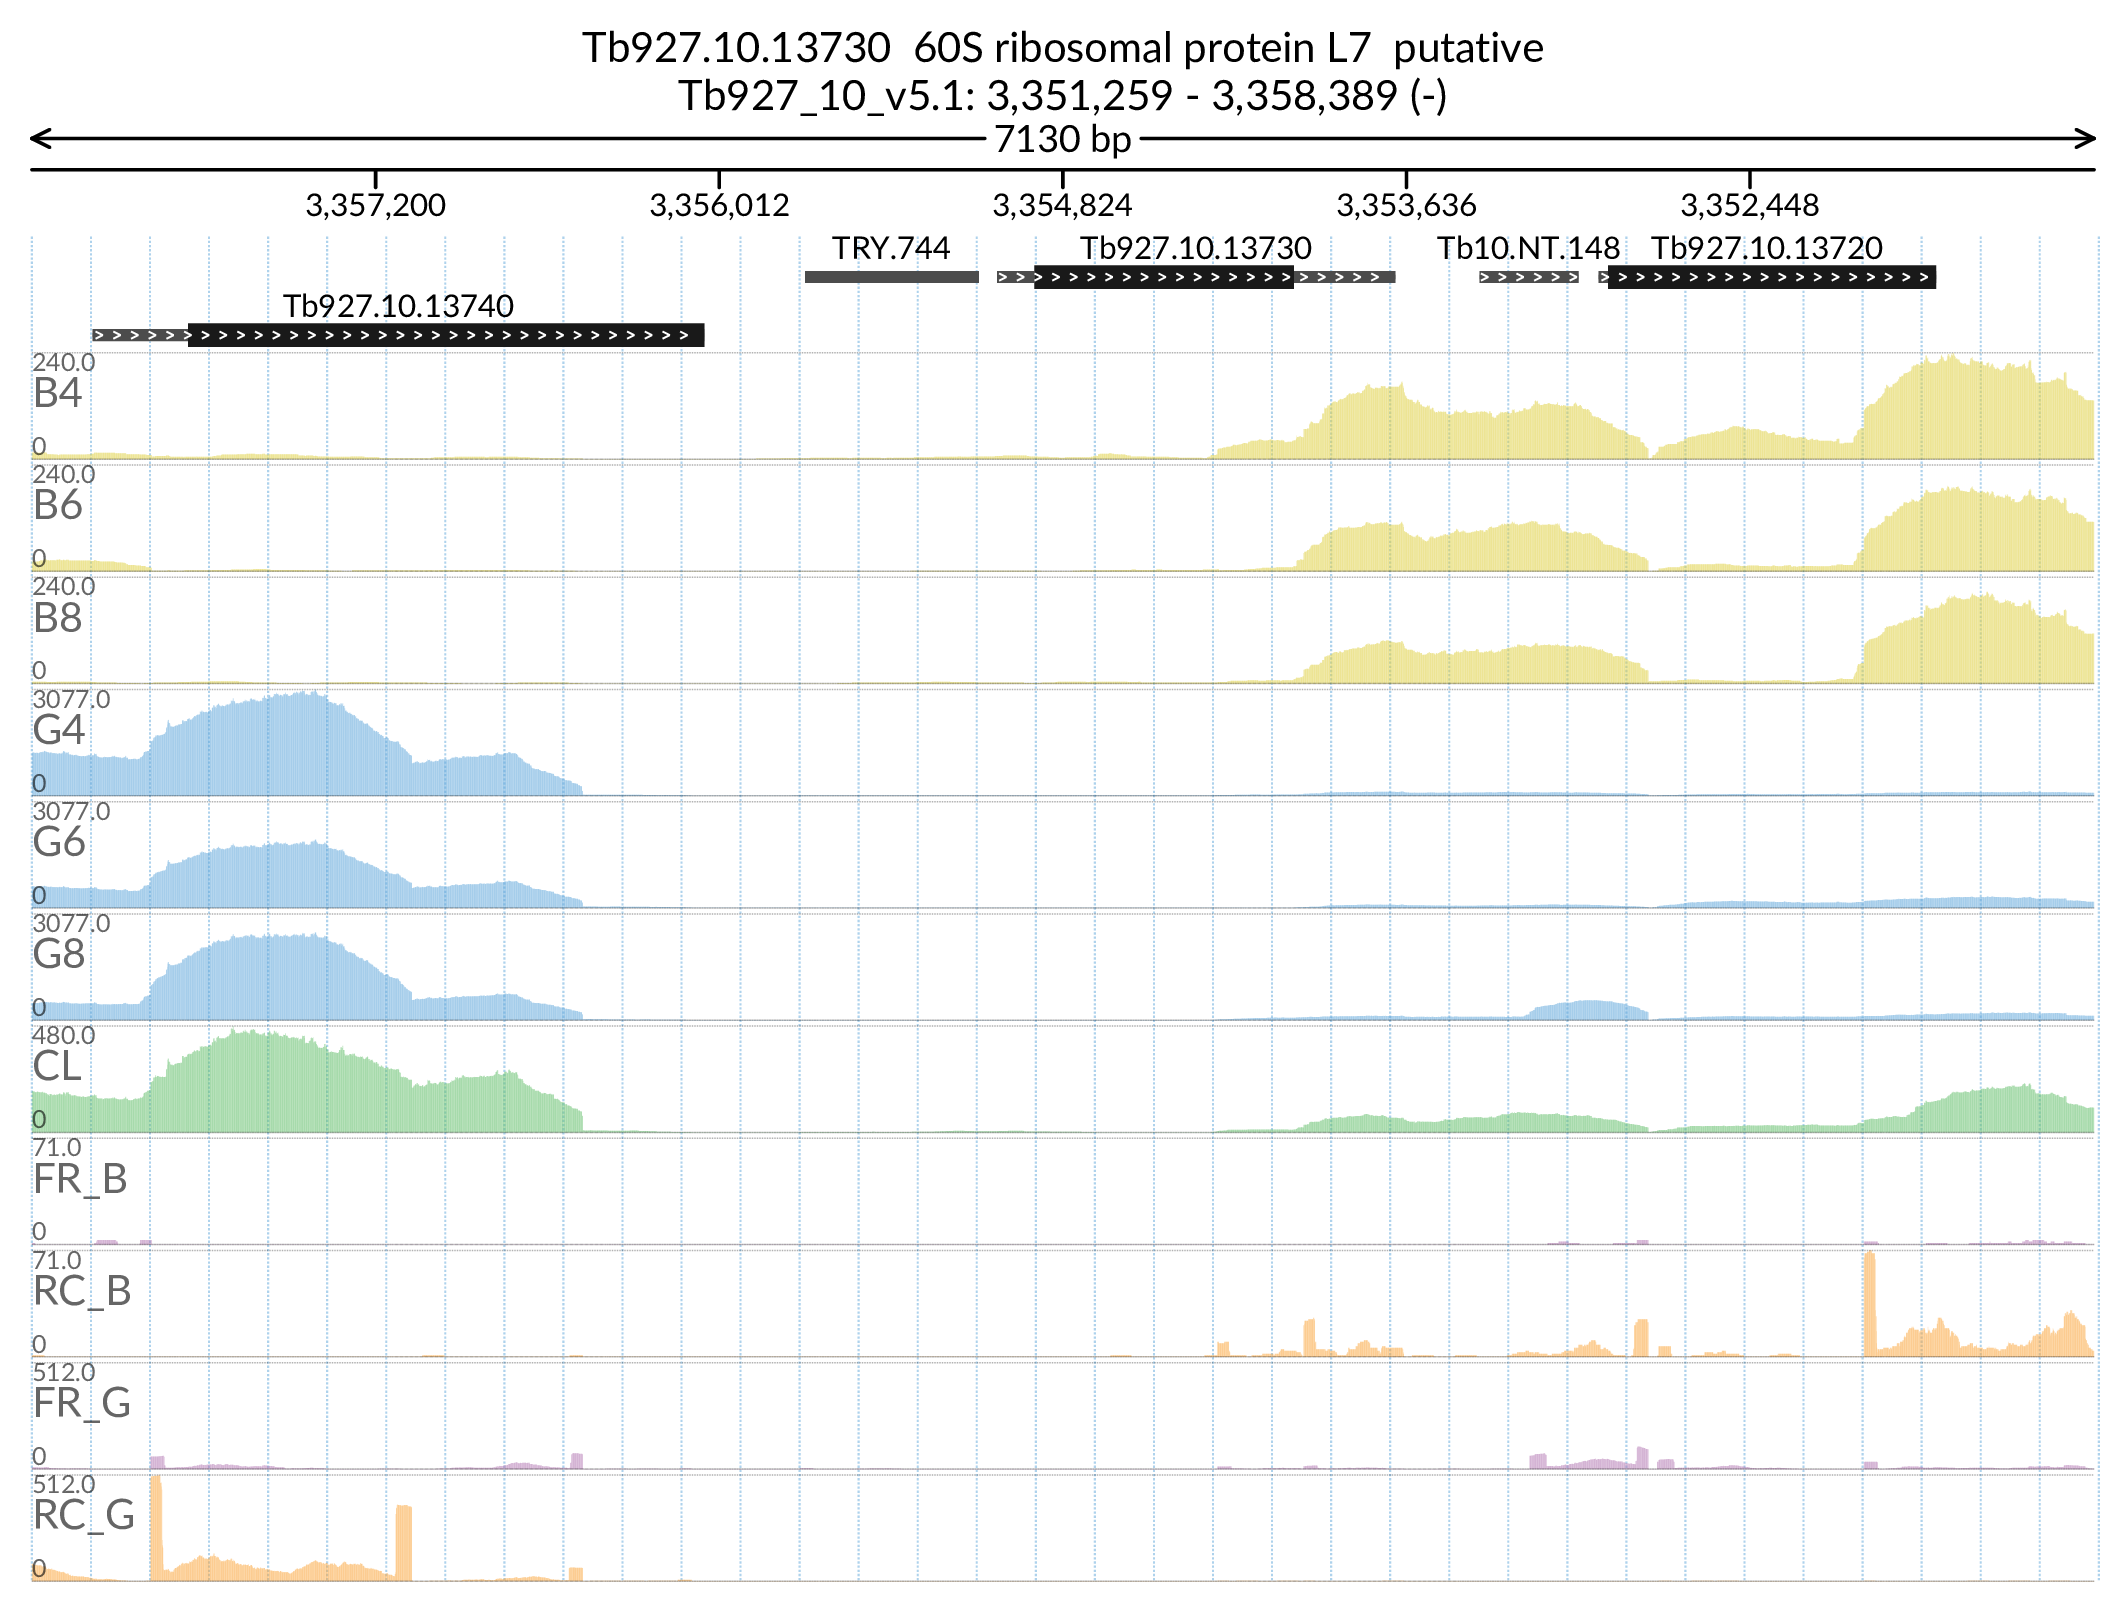 Tb927.10.13730 60S ribosomal protein L7 putative
Tb927_10_v5.1: 3,351,259 - 3,358,389 (-)
7130 bp
3,357,200 3,356,012 3,354,824 3,353,636 3,352,448
TRY.744 Tb927.10.13730 Tb10.NT.148 Tb927.10.13720
Tb927.10.13740
240.0
B4
0
240.0
B6
0
240.0
B8
0
3077.0
G4
0
3077.0
G6
0
3077.0
G8
0
480.0
CL
0
71.0
FR_B
0
71.0
RC_B
0
512.0
FR_G
0
512.0
RC_G
0